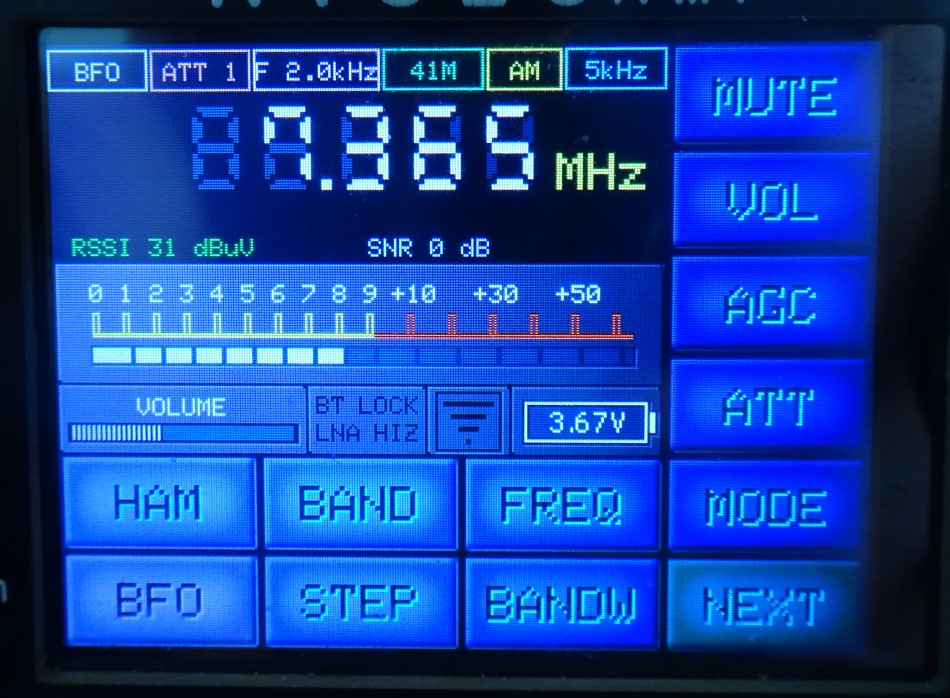 BFO ATT 1 F 2.0kHz 41M AM 5kHz
7.365 MHz
RSSI 31 dBuV SNR 0 dB
0 1 2 3 4 5 6 7 8 9 +10 +30 +50
VOLUME
BT LOCK
LNA HIZ
3.67V
HAM BAND FREQ
BFO STEP BANDW
MUTE
VOL
AGC
ATT
MODE
NEXT